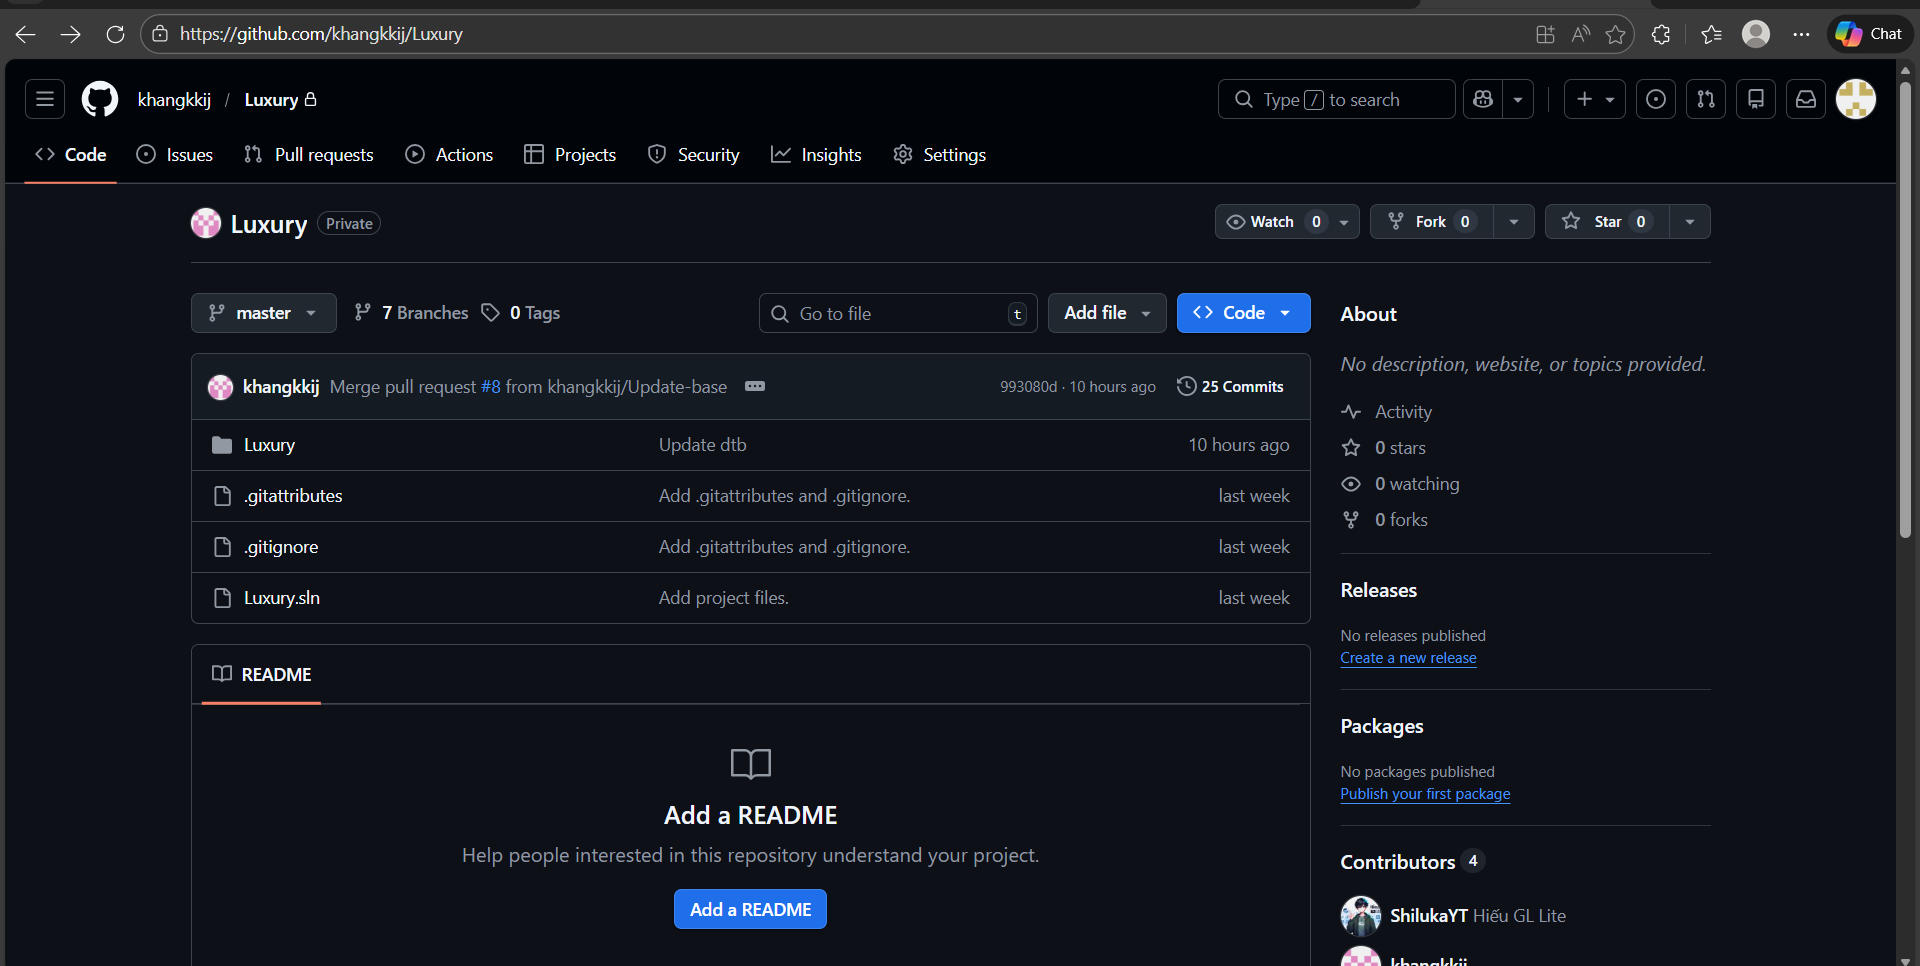 https://github.com/khangkkij/Luxury
Chat
khangkkij / Luxury
Type / to search
Code Issues Pull requests Actions Projects Security Insights Settings
Luxury Private
Watch 0 Fork 0 Star 0
master 7 Branches 0 Tags
Go to file t Add file Code
khangkkij Merge pull request #8 from khangkkij/Update-base 993080d · 10 hours ago 25 Commits
Luxury Update dtb 10 hours ago
.gitattributes Add .gitattributes and .gitignore. last week
.gitignore Add .gitattributes and .gitignore. last week
Luxury.sln Add project files. last week
README
Add a README
Help people interested in this repository understand your project.
Add a README
About
No description, website, or topics provided.
Activity
0 stars
0 watching
0 forks
Releases
No releases published
Create a new release
Packages
No packages published
Publish your first package
Contributors 4
ShilukaYT Hiếu GL Lite
khangkkij